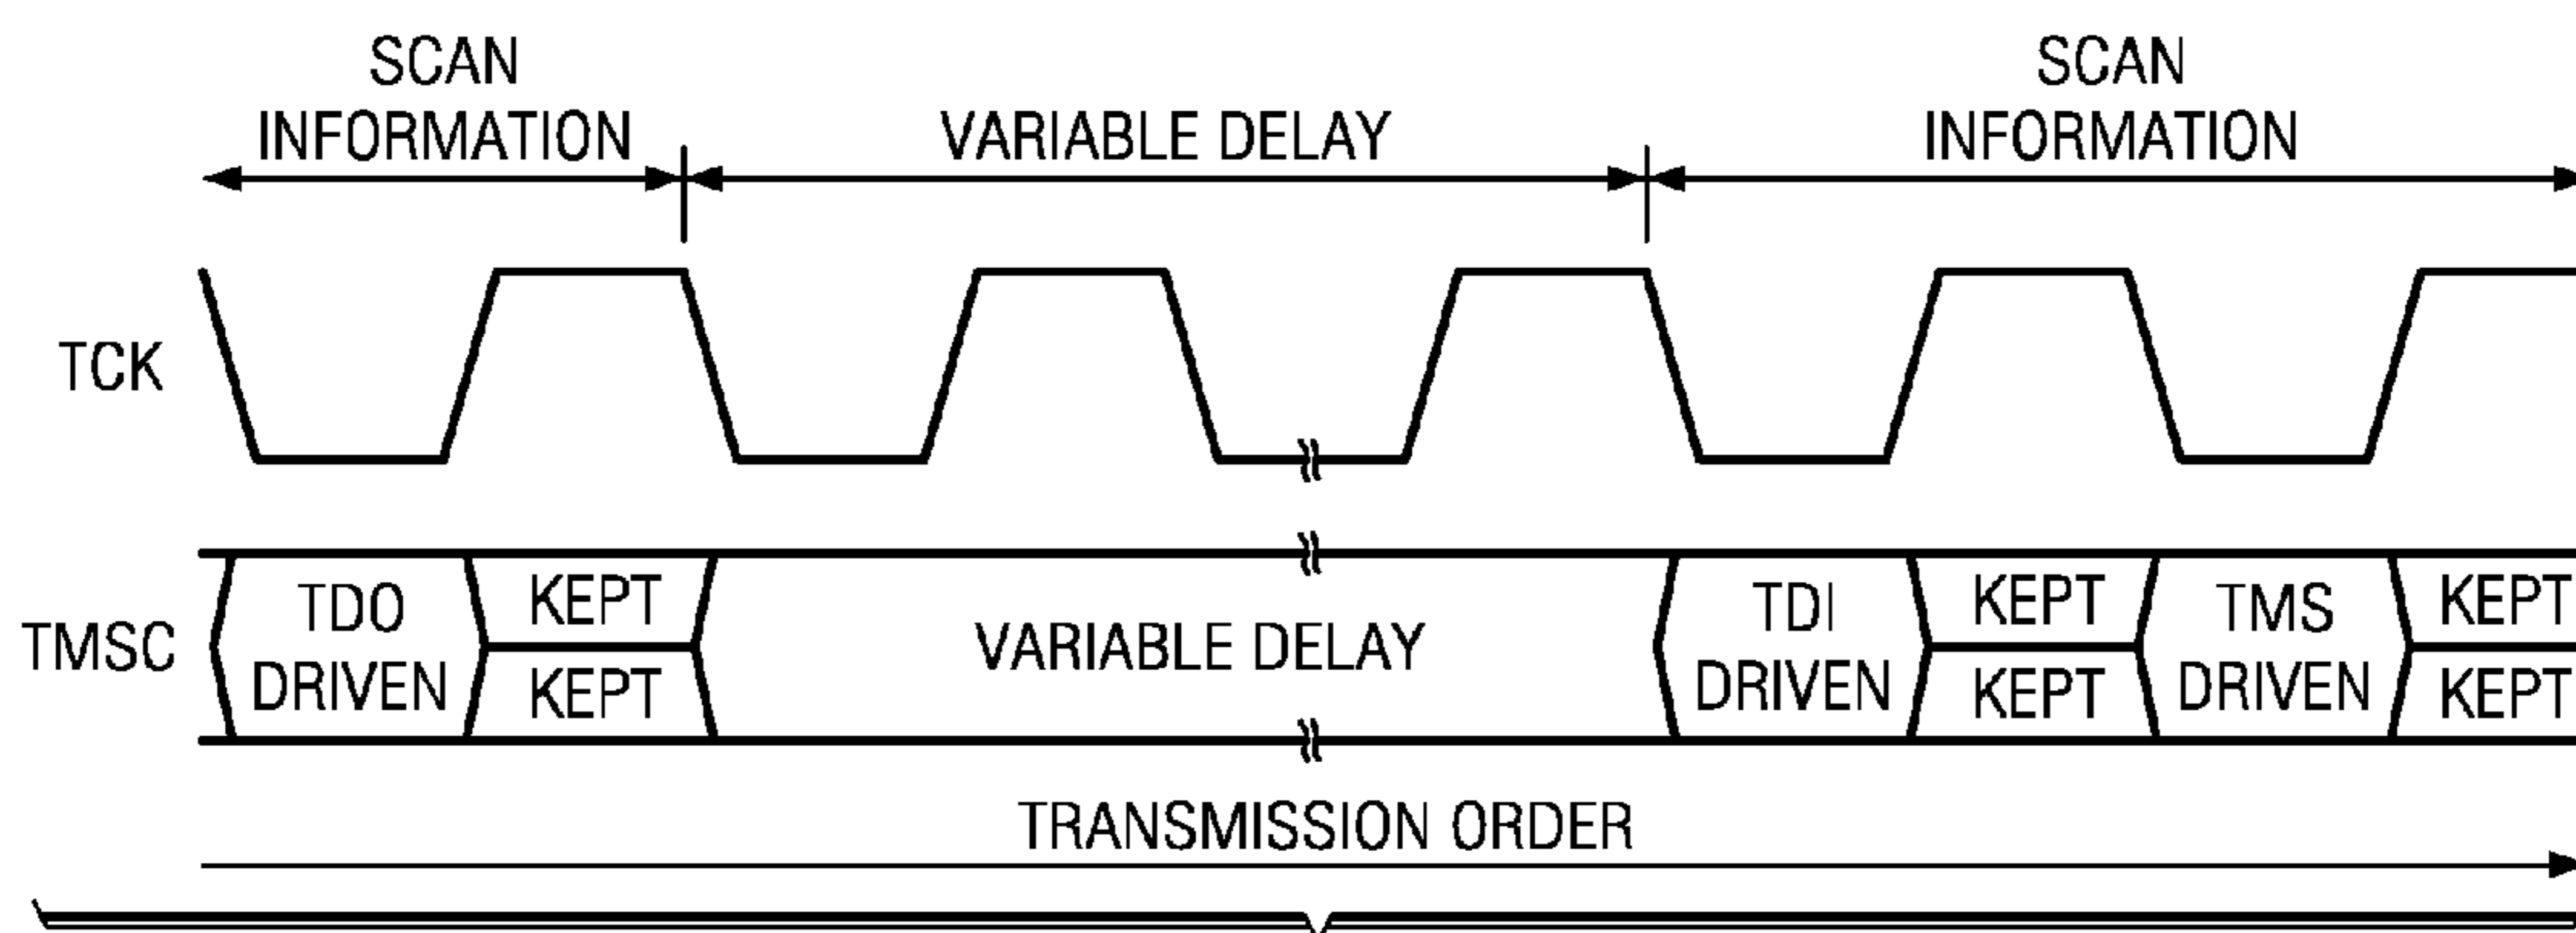 SCAN
INFORMATION
VARIABLE DELAY
SCAN
INFORMATION
TCK
TMSC
TDO
DRIVEN
KEPT
KEPT
VARIABLE DELAY
TDI
DRIVEN
KEPT
KEPT
TMS
DRIVEN
KEPT
KEPT
TRANSMISSION ORDER